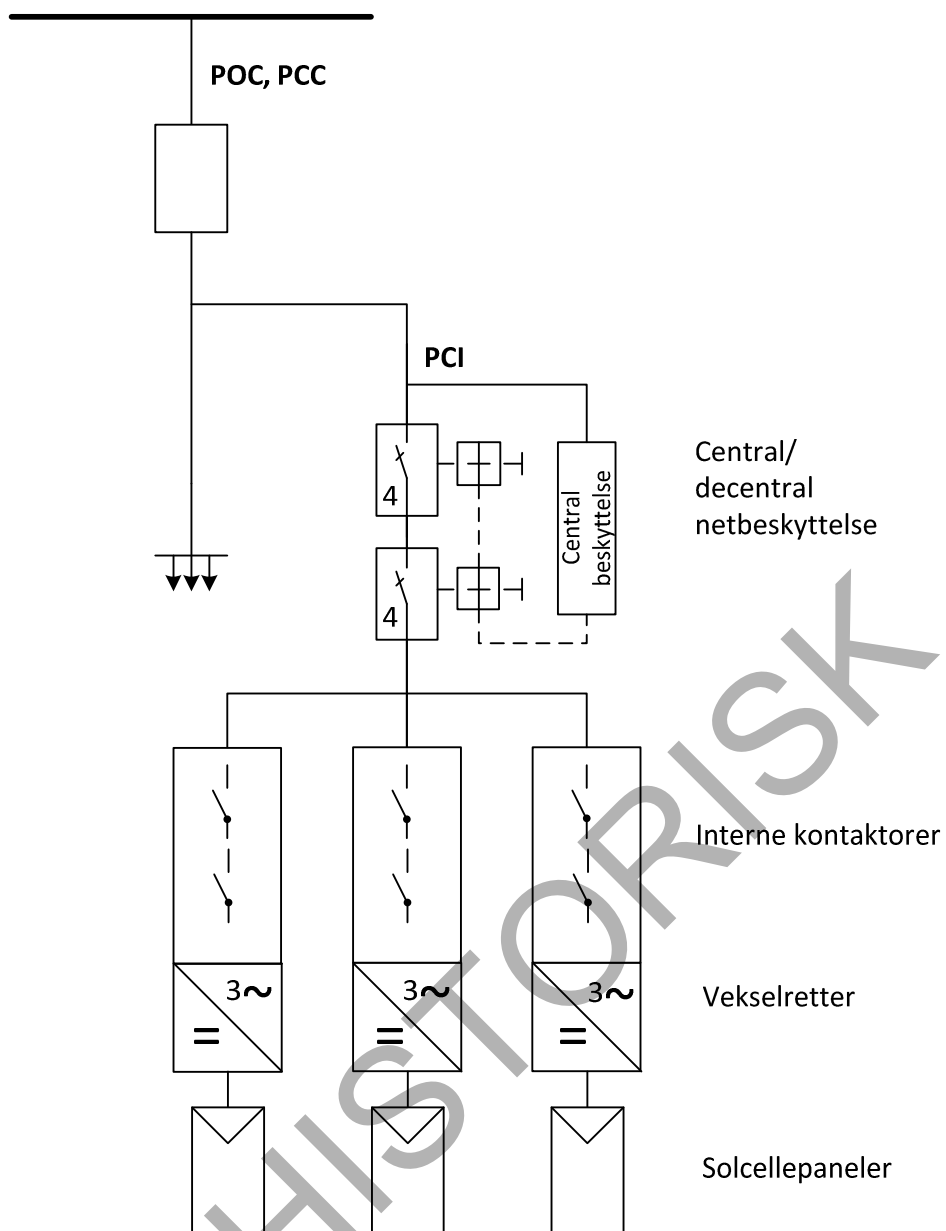 POC, PCC
PCI
4
4
Central
beskyttelse
Central/
decentral
netbeskyttelse
Interne kontaktorer
3~
3~
3~
=
=
=
Vekselretter
Solcellepaneler
HISTORISK